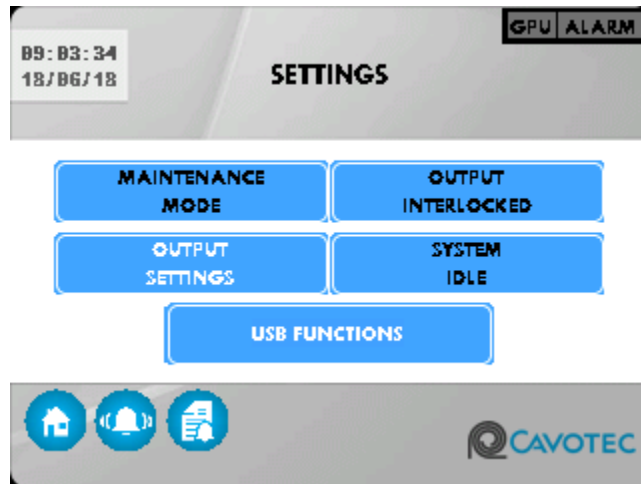 GPU ALARM
09:03:34
18/06/18
SETTINGS
MAINTENANCE
MODE
OUTPUT
INTERLOCKED
OUTPUT
SETTINGS
SYSTEM
IDLE
USB FUNCTIONS
CAVOTEC